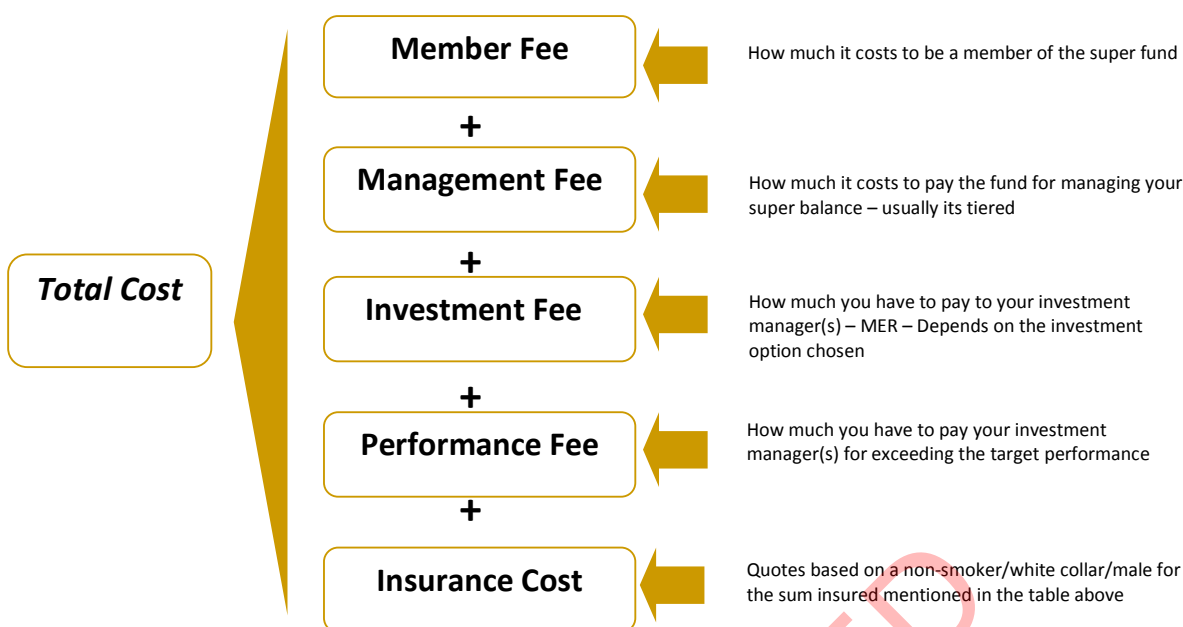 Member Fee
How much it costs to be a member of the super fund
+
Management Fee
How much it costs to pay the fund for managing your
super balance – usually its tiered
+
Total Cost
Investment Fee
How much you have to pay to your investment
manager(s) – MER – Depends on the investment
option chosen
+
Performance Fee
How much you have to pay your investment
manager(s) for exceeding the target performance
+
Insurance Cost
Quotes based on a non-smoker/white collar/male for
the sum insured mentioned in the table above